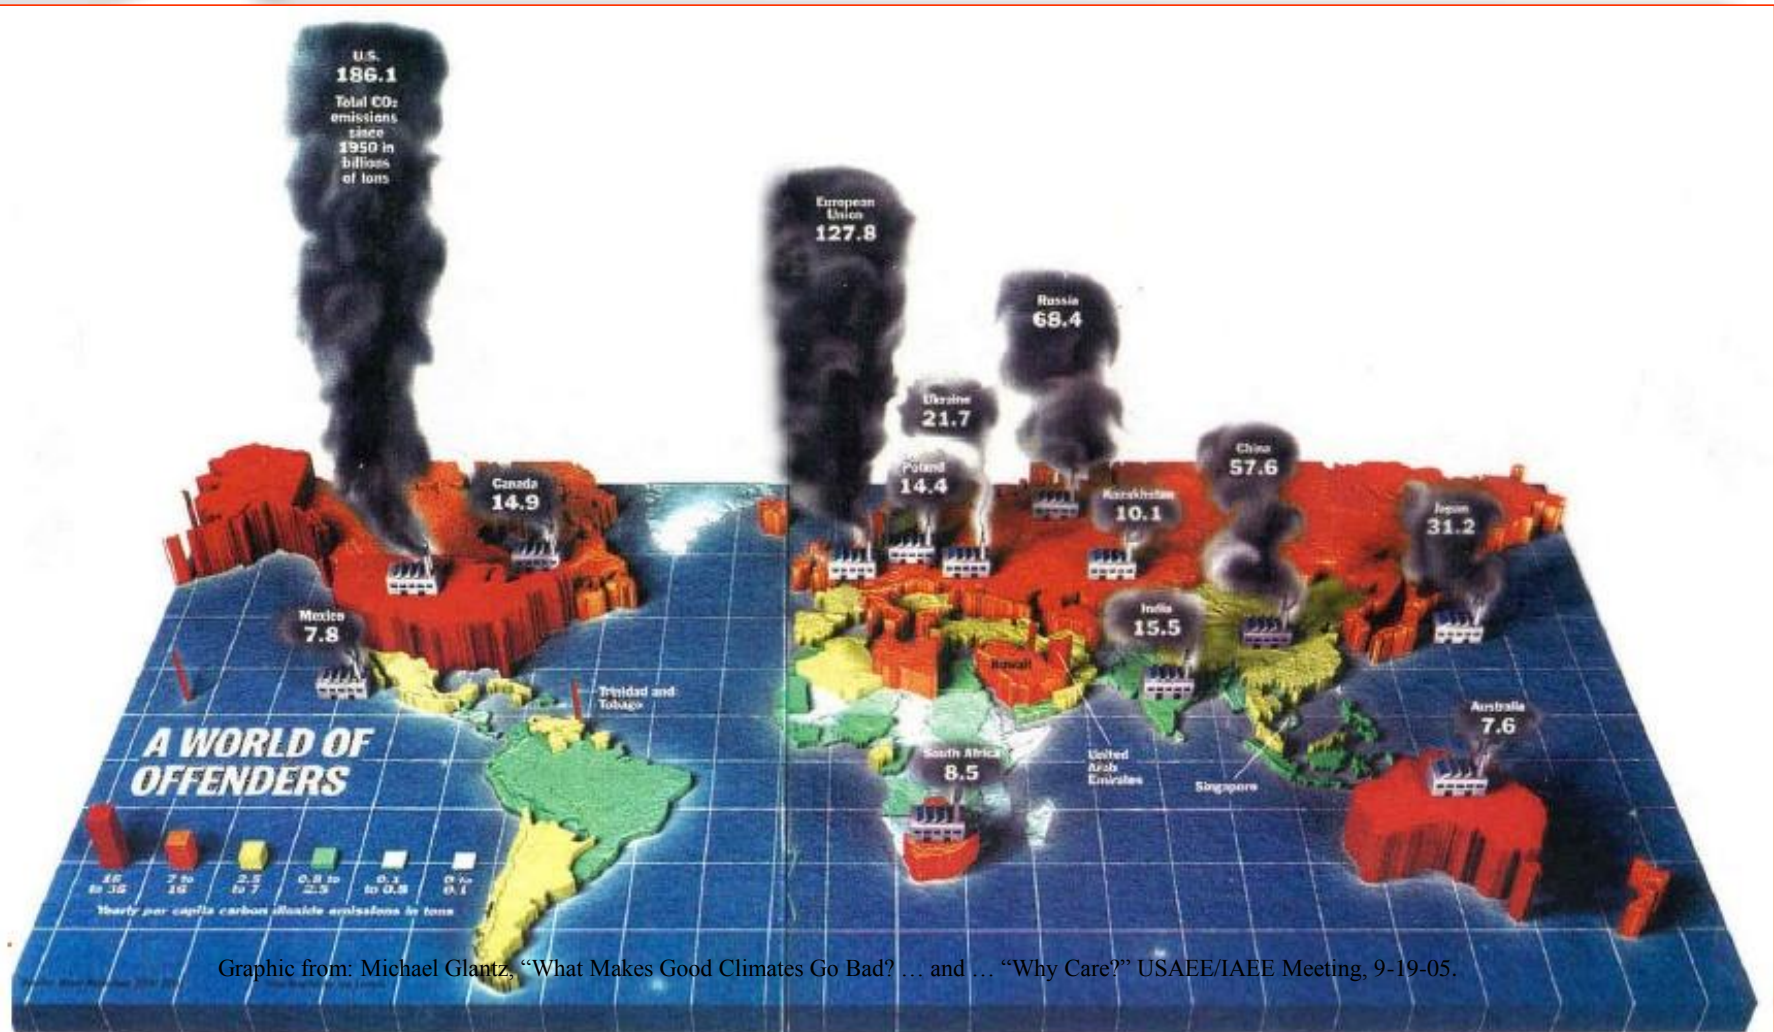 U.S.
186.1
Total CO₂
emissions
since
1950 in
billions
of tons
European
Union
127.8
Russia
68.4
Ukraine
21.7
Poland
14.4
Canada
14.9
China
57.6
Kazakhstan
10.1
Japan
31.2
Mexico
7.8
India
15.5
Kuwait
Trinidad and
Tobago
Australia
7.6
South Africa
8.5
United
Arab
Emirates
Singapore
A WORLD OF
OFFENDERS
16
to 36
7 to
16
2.5
to 7
0.8 to
2.5
0.1
to 0.8
0 to
0.1
Yearly per capita carbon dioxide emissions in tons
Graphic from: Michael Glantz, “What Makes Good Climates Go Bad? … and … “Why Care?” USAEE/IAEE Meeting, 9-19-05.